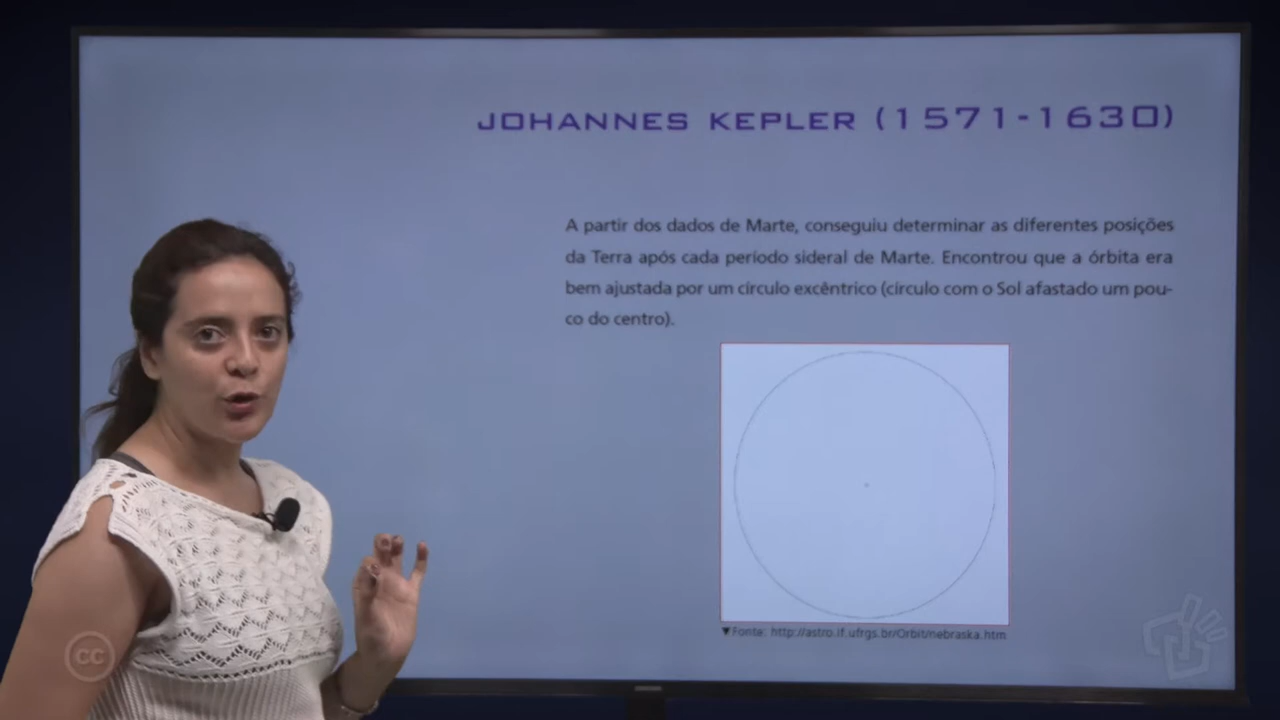 JOHANNES KEPLER (1571-1630)
A partir dos dados de Marte, conseguiu determinar as diferentes posições
da Terra após cada período sideral de Marte. Encontrou que a órbita era
bem ajustada por um círculo excêntrico (círculo com o Sol afastado um pou-
co do centro).
▼Fonte: http://astro.if.ufrgs.br/Orbit/nebraska.htm
cc